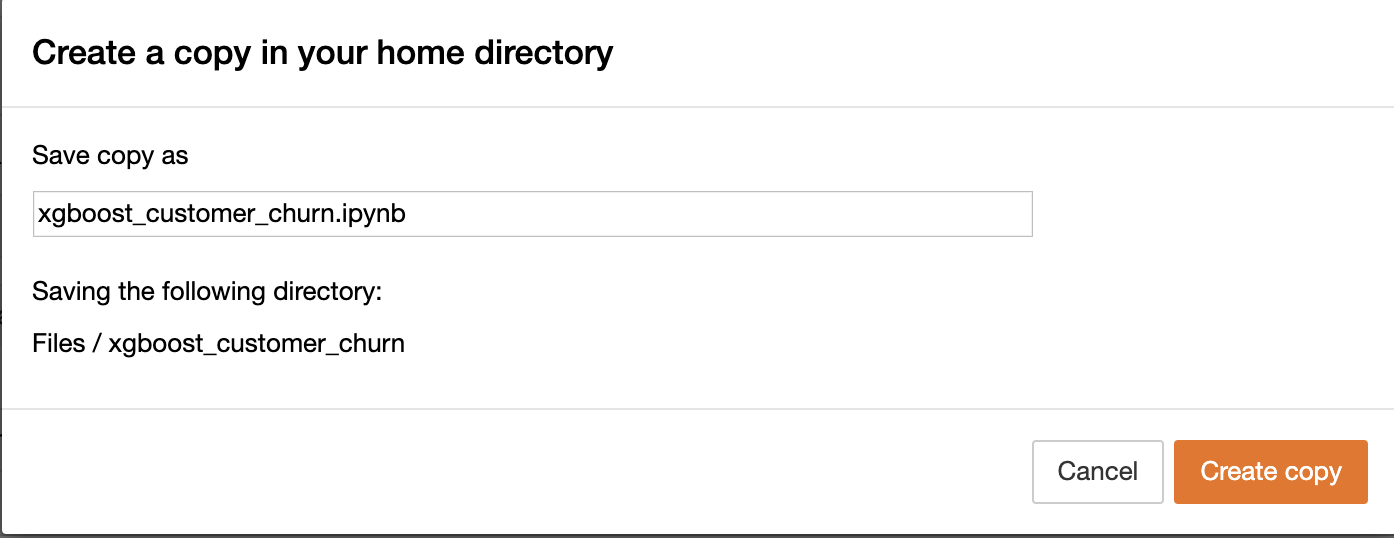 Create a copy in your home directory
Save copy as
xgboost_customer_churn.ipynb
Saving the following directory:
Files / xgboost_customer_churn
Cancel
Create copy